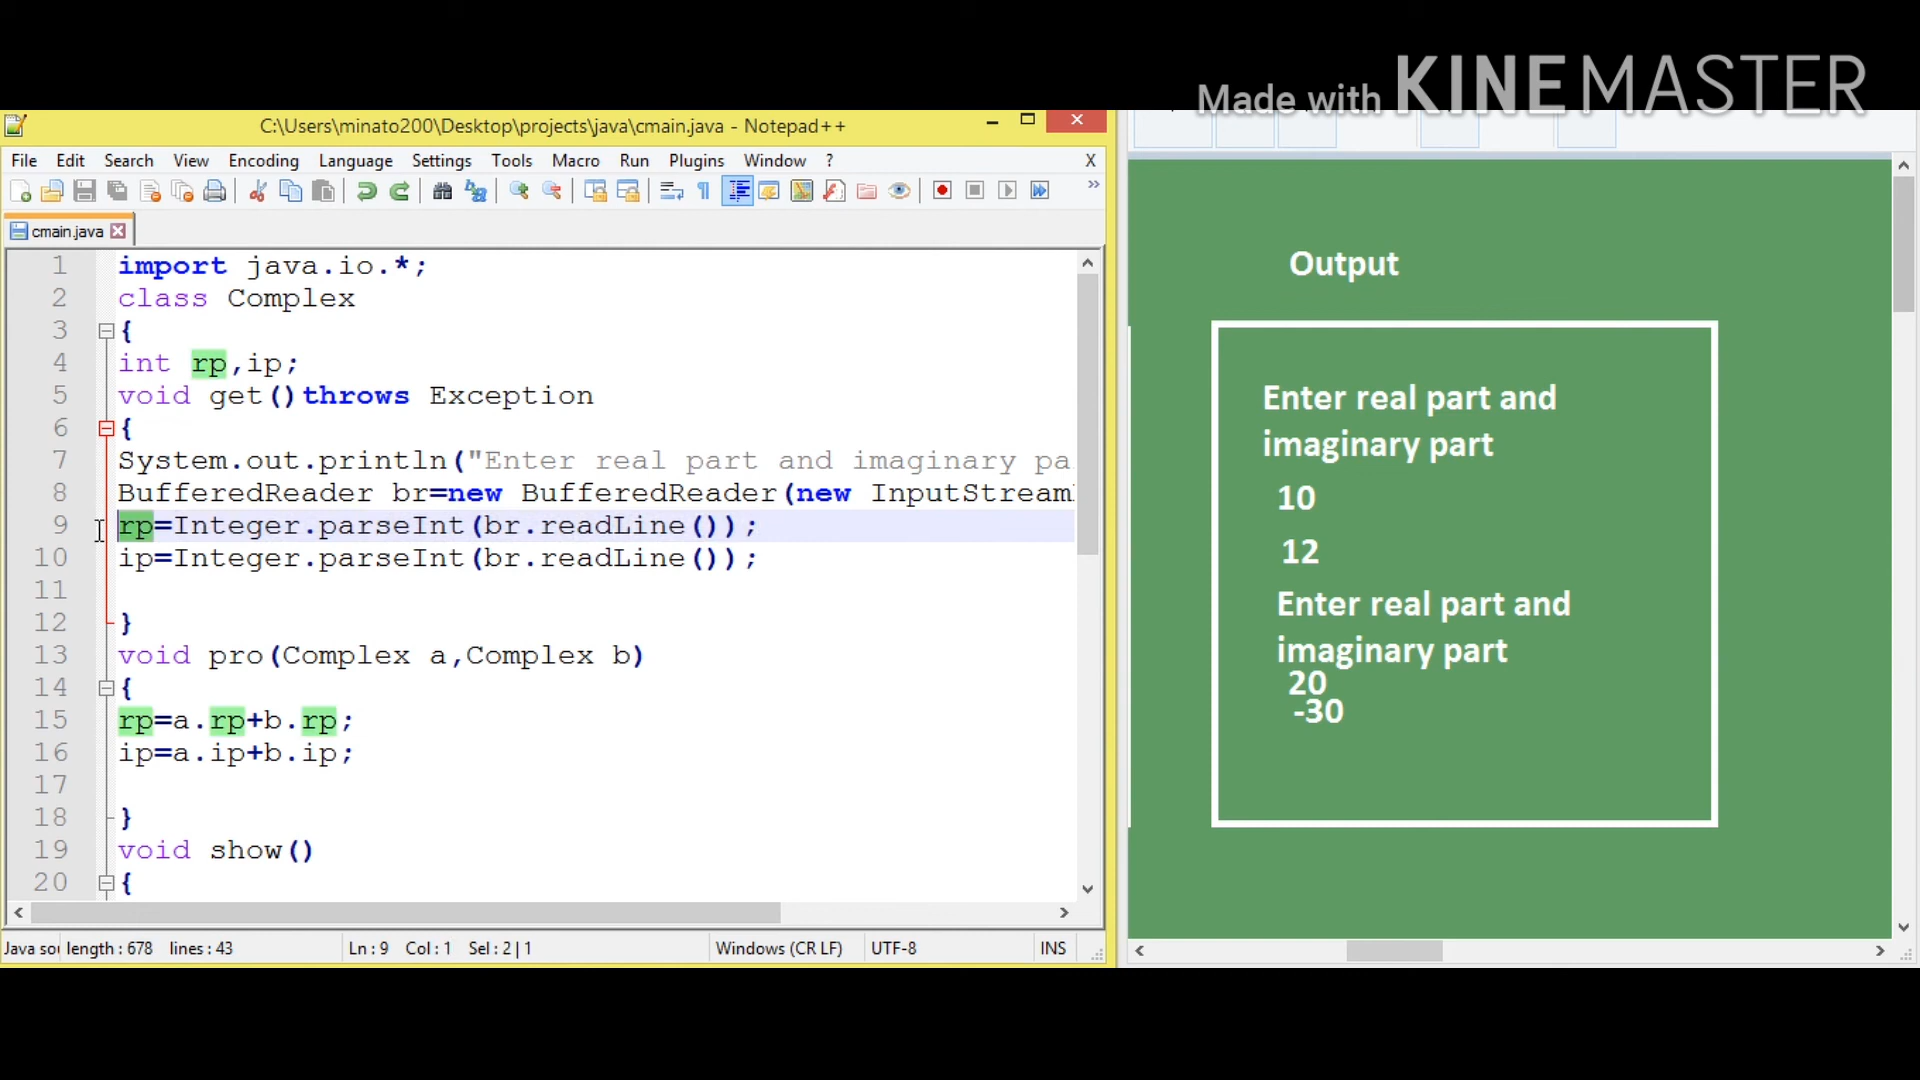 Made with KINEMASTER
C:\Users\minato200\Desktop\projects\java\cmain.java - Notepad++
File Edit Search View Encoding Language Settings Tools Macro Run Plugins Window ? X
cmain.java
1 import java.io.*;
2 class Complex
3 {
4 int rp,ip;
5 void get()throws Exception
6 {
7 System.out.println("Enter real part and imaginary pa
8 BufferedReader br=new BufferedReader(new InputStream
9 rp=Integer.parseInt(br.readLine());
10 ip=Integer.parseInt(br.readLine());
11
12 }
13 void pro(Complex a,Complex b)
14 {
15 rp=a.rp+b.rp;
16 ip=a.ip+b.ip;
17
18 }
19 void show()
20 {
Java so length : 678 lines : 43 Ln : 9 Col : 1 Sel : 2 | 1 Windows (CR LF) UTF-8 INS
Output
Enter real part and
imaginary part
10
12
Enter real part and
imaginary part
20
-30